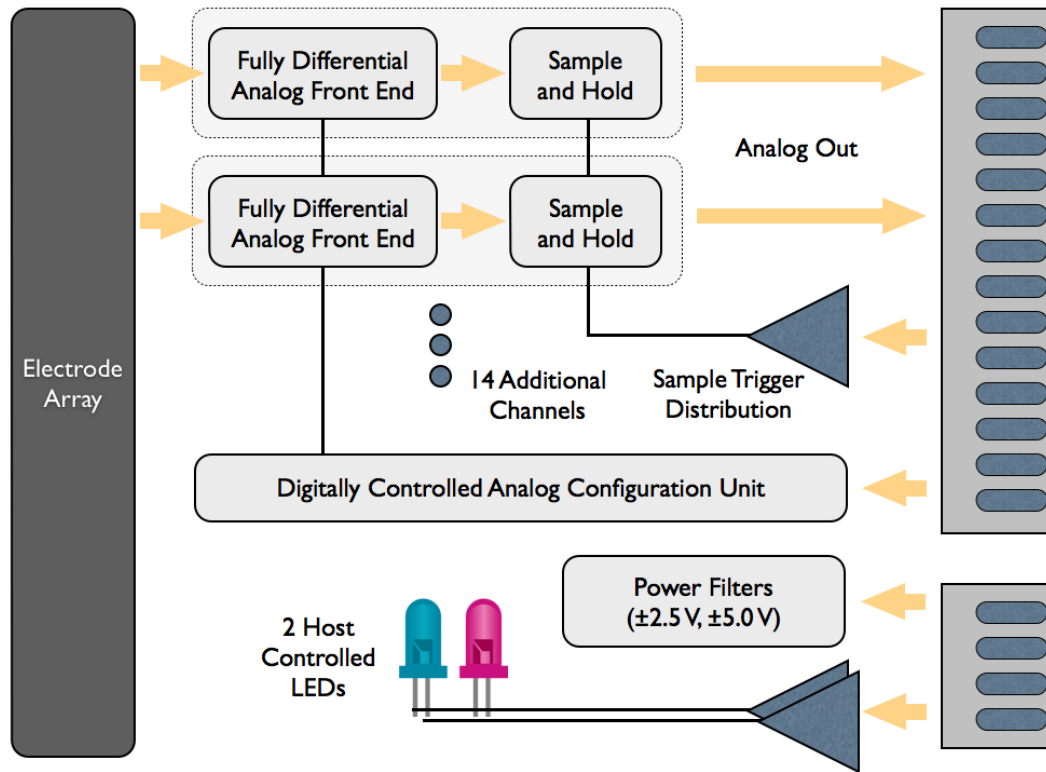 Electrode
Array
Fully Differential
Analog Front End
Sample
and Hold
Analog Out
Fully Differential
Analog Front End
Sample
and Hold
14 Additional
Channels
Sample Trigger
Distribution
Digitally Controlled Analog Configuration Unit
Power Filters
(±2.5 V, ±5.0 V)
2 Host
Controlled
LEDs